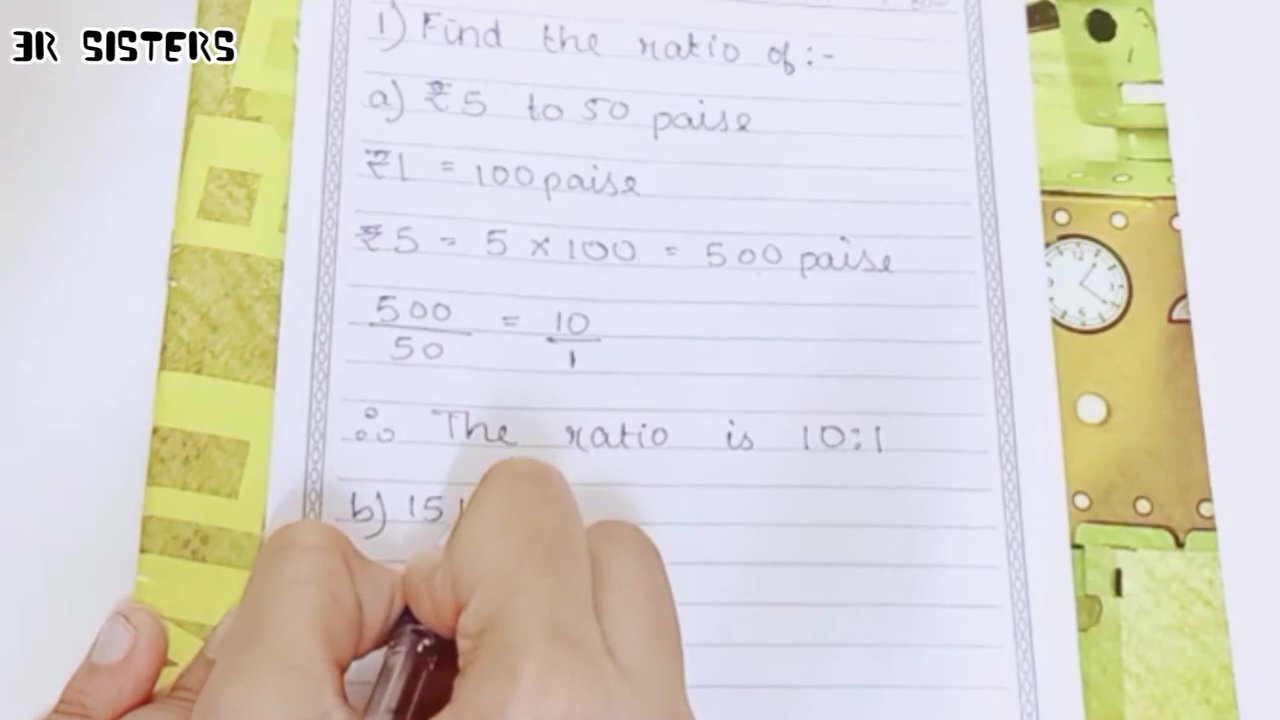 3R SISTERS
1) Find the ratio of:-
a) ₹5 to 50 paise
₹1 = 100 paise
₹5 = 5 × 100 = 500 paise
500/50 = 10/1
∴ The ratio is 10:1
b) 15